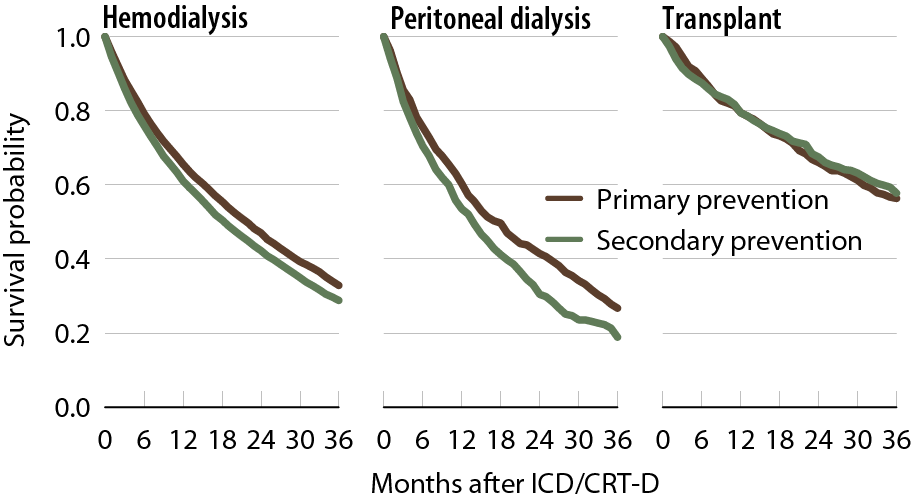 Hemodialysis
Peritoneal dialysis
Transplant
Survival probability
1.0
0.8
0.6
0.4
0.2
0.0
Primary prevention
Secondary prevention
0 6 12 18 24 30 36
0 6 12 18 24 30 36
0 6 12 18 24 30 36
Months after ICD/CRT-D